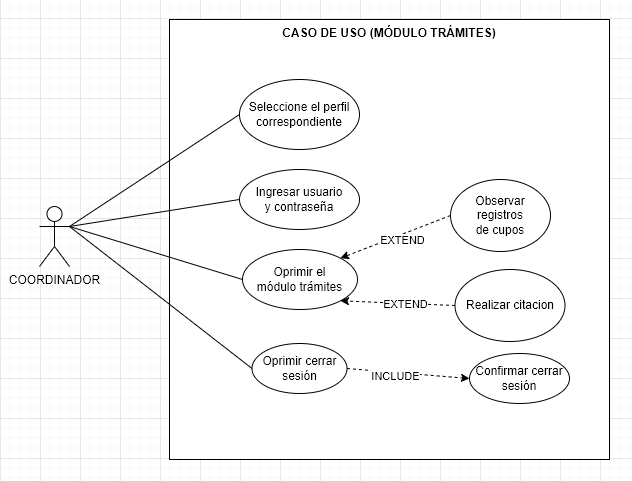 CASO DE USO (MÓDULO TRÁMITES)
Seleccione el perfil
correspondiente
Ingresar usuario
y contraseña
Observar
registros
de cupos
EXTEND
COORDINADOR
Oprimir el
módulo trámites
EXTEND
Realizar citacion
Oprimir cerrar
sesión
INCLUDE
Confirmar cerrar
sesión